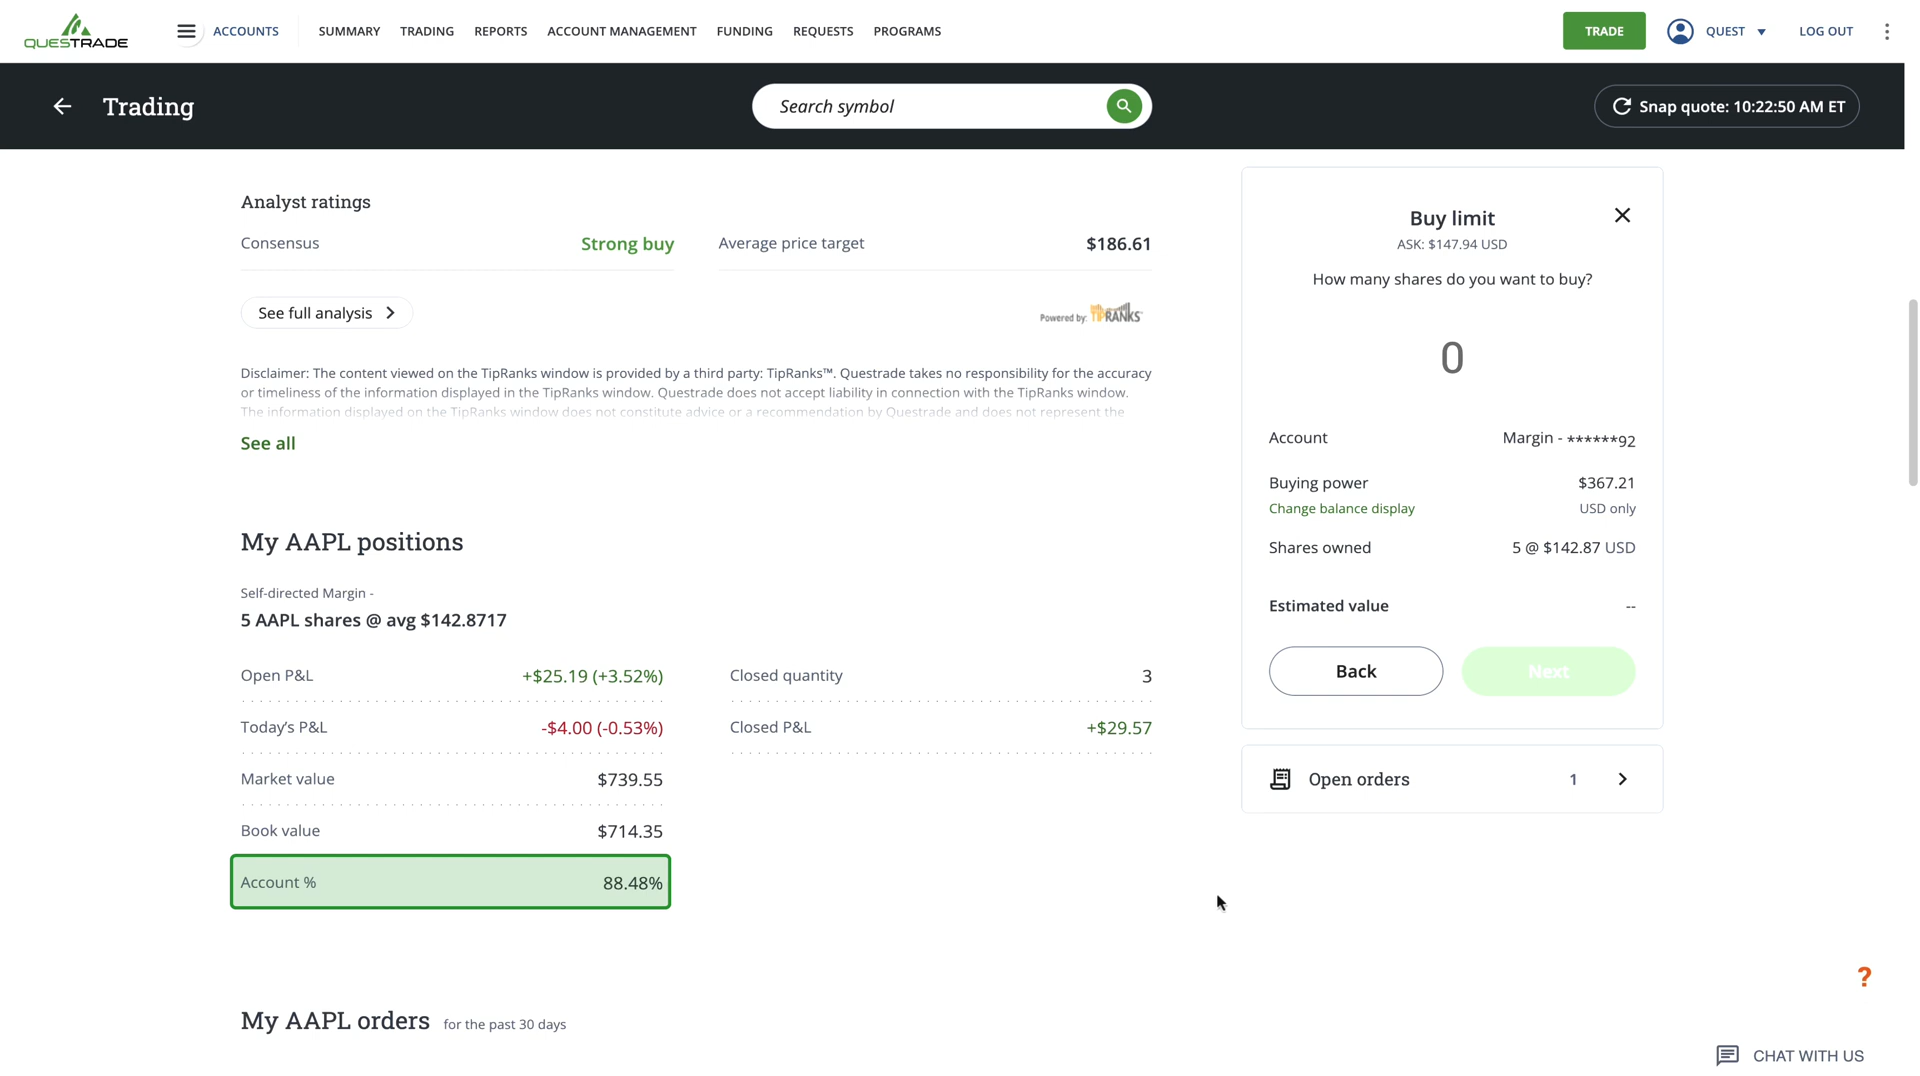 QUESTRADE
ACCOUNTS
SUMMARY
TRADING
REPORTS
ACCOUNT MANAGEMENT
FUNDING
REQUESTS
PROGRAMS
TRADE
QUEST
LOG OUT
Trading
Search symbol
Snap quote: 10:22:50 AM ET
Analyst ratings
Consensus
Strong buy
Average price target
$186.61
See full analysis
Powered by: TIPRANKS™
Disclaimer: The content viewed on the TipRanks window is provided by a third party: TipRanks™. Questrade takes no responsibility for the accuracy
or timeliness of the information displayed in the TipRanks window. Questrade does not accept liability in connection with the TipRanks window.
The information displayed on the TipRanks window does not constitute advice or a recommendation by Questrade and does not represent the
See all
My AAPL positions
Self-directed Margin -
5 AAPL shares @ avg $142.8717
Open P&L
+$25.19 (+3.52%)
Closed quantity
3
Today's P&L
-$4.00 (-0.53%)
Closed P&L
+$29.57
Market value
$739.55
Book value
$714.35
Account %
88.48%
My AAPL orders for the past 30 days
Buy limit
ASK: $147.94 USD
How many shares do you want to buy?
0
Account
Margin - ******92
Buying power
$367.21
Change balance display
USD only
Shares owned
5 @ $142.87 USD
Estimated value
--
Back
Next
Open orders
1
?
CHAT WITH US